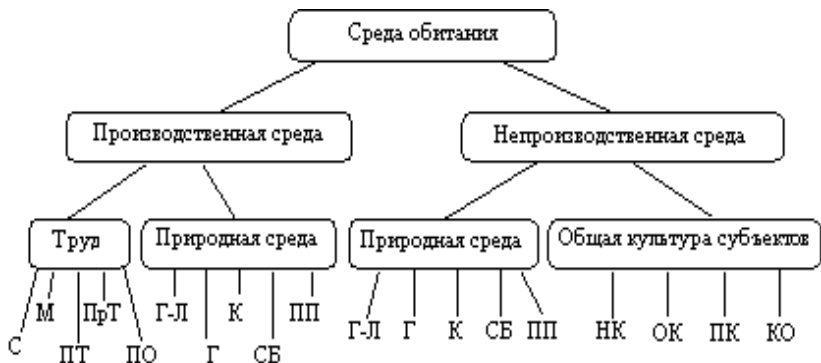 Среда обитания
Производственная среда
Непроизводственная среда
Труд
Природная среда
Природная среда
Общая культура субъектов
С
М
ПТ
ПрТ
ПО
Г-Л
Г
К
СБ
ПП
Г-Л
Г
К
СБ
ПП
НК
ОК
ПК
КО